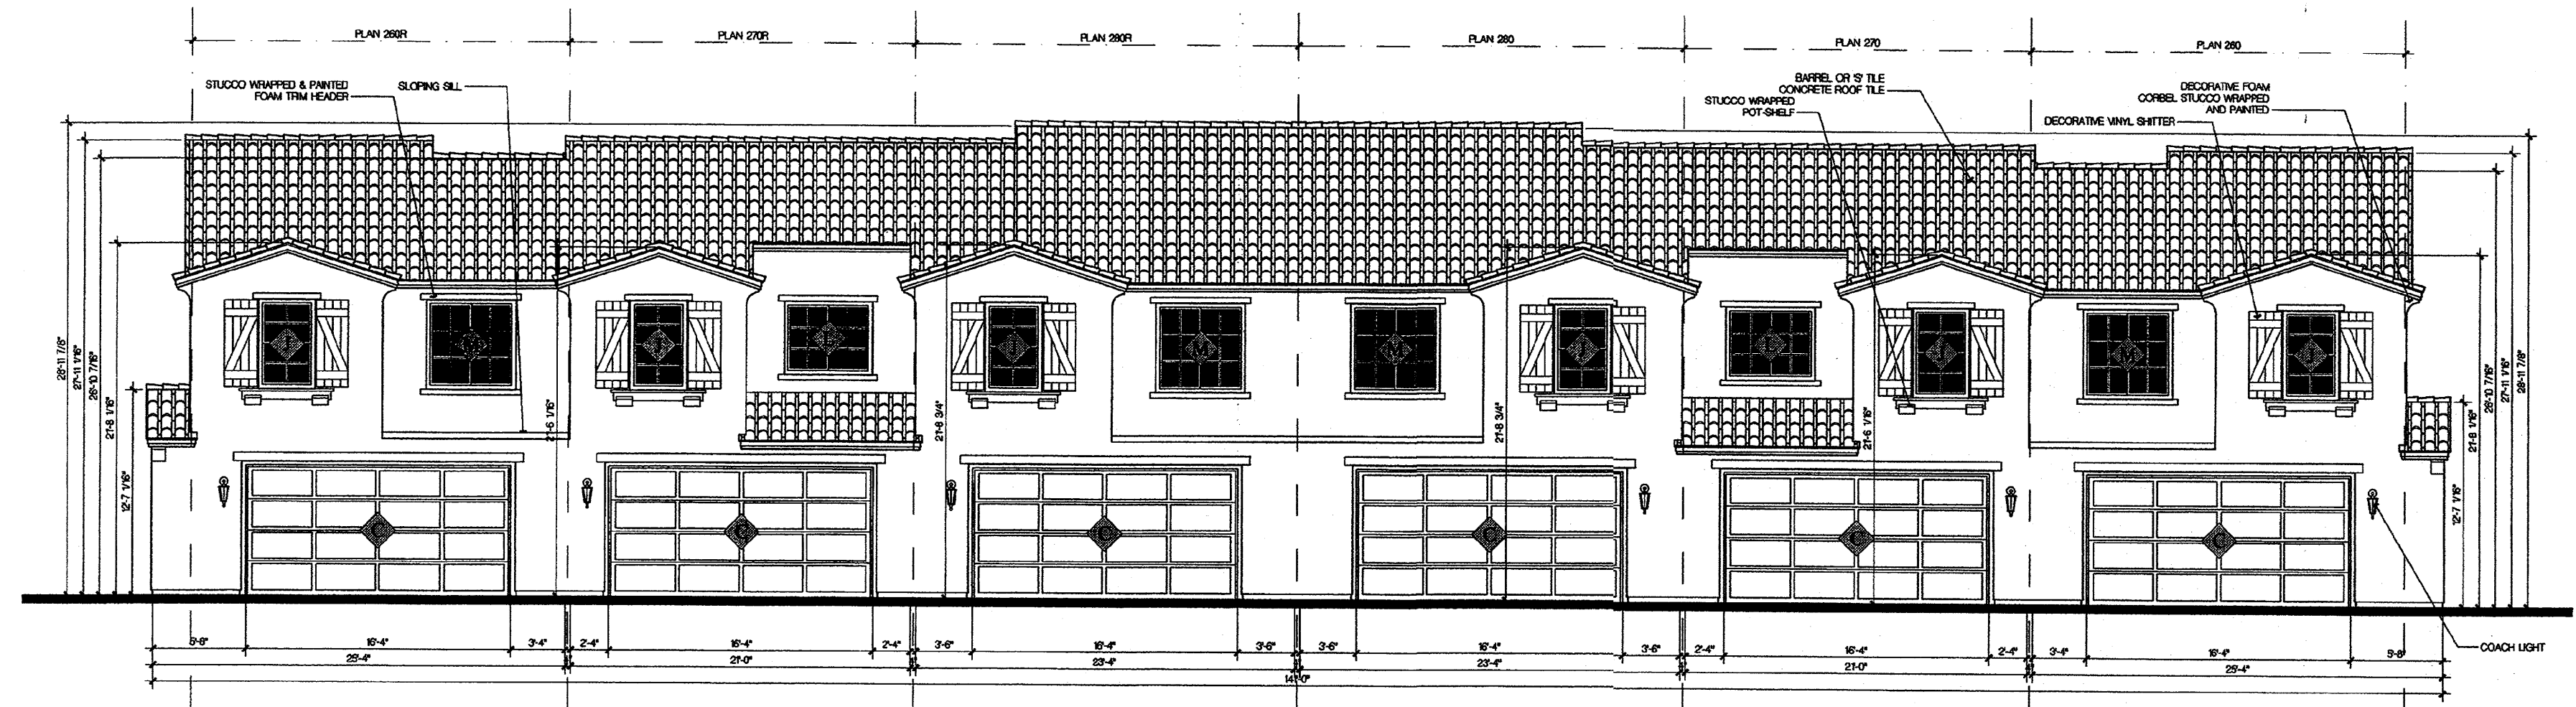 PLAN 260R
PLAN 270R
PLAN 280R
PLAN 280
PLAN 270
PLAN 260
STUCCO WRAPPED & PAINTED
FOAM TRIM HEADER
SLOPING SILL
BARREL OR 'S' TILE
CONCRETE ROOF TILE
STUCCO WRAPPED
POT-SHELF
DECORATIVE FOAM
CORBEL STUCCO WRAPPED
AND PAINTED
DECORATIVE VINYL SHITTER
28'-11 7/8"
27'-11 1/16"
26'-10 7/16"
21'-8 1/16"
12'-7 1/16"
21'-6 1/16"
21'-8 3/4"
21'-8 3/4"
21'-6 1/16"
12'-7 1/16"
21'-8 1/16"
26'-10 7/16"
27'-11 1/16"
28'-11 7/8"
C
C
C
C
C
C
M
M
M
M
5'-8"
16'-4"
3'-4"
2'-4"
16'-4"
2'-4"
3'-6"
16'-4"
3'-6"
3'-6"
16'-4"
3'-6"
2'-4"
16'-4"
2'-4"
3'-4"
16'-4"
5'-8"
25'-4"
21'-0"
23'-4"
23'-4"
21'-0"
25'-4"
COACH LIGHT